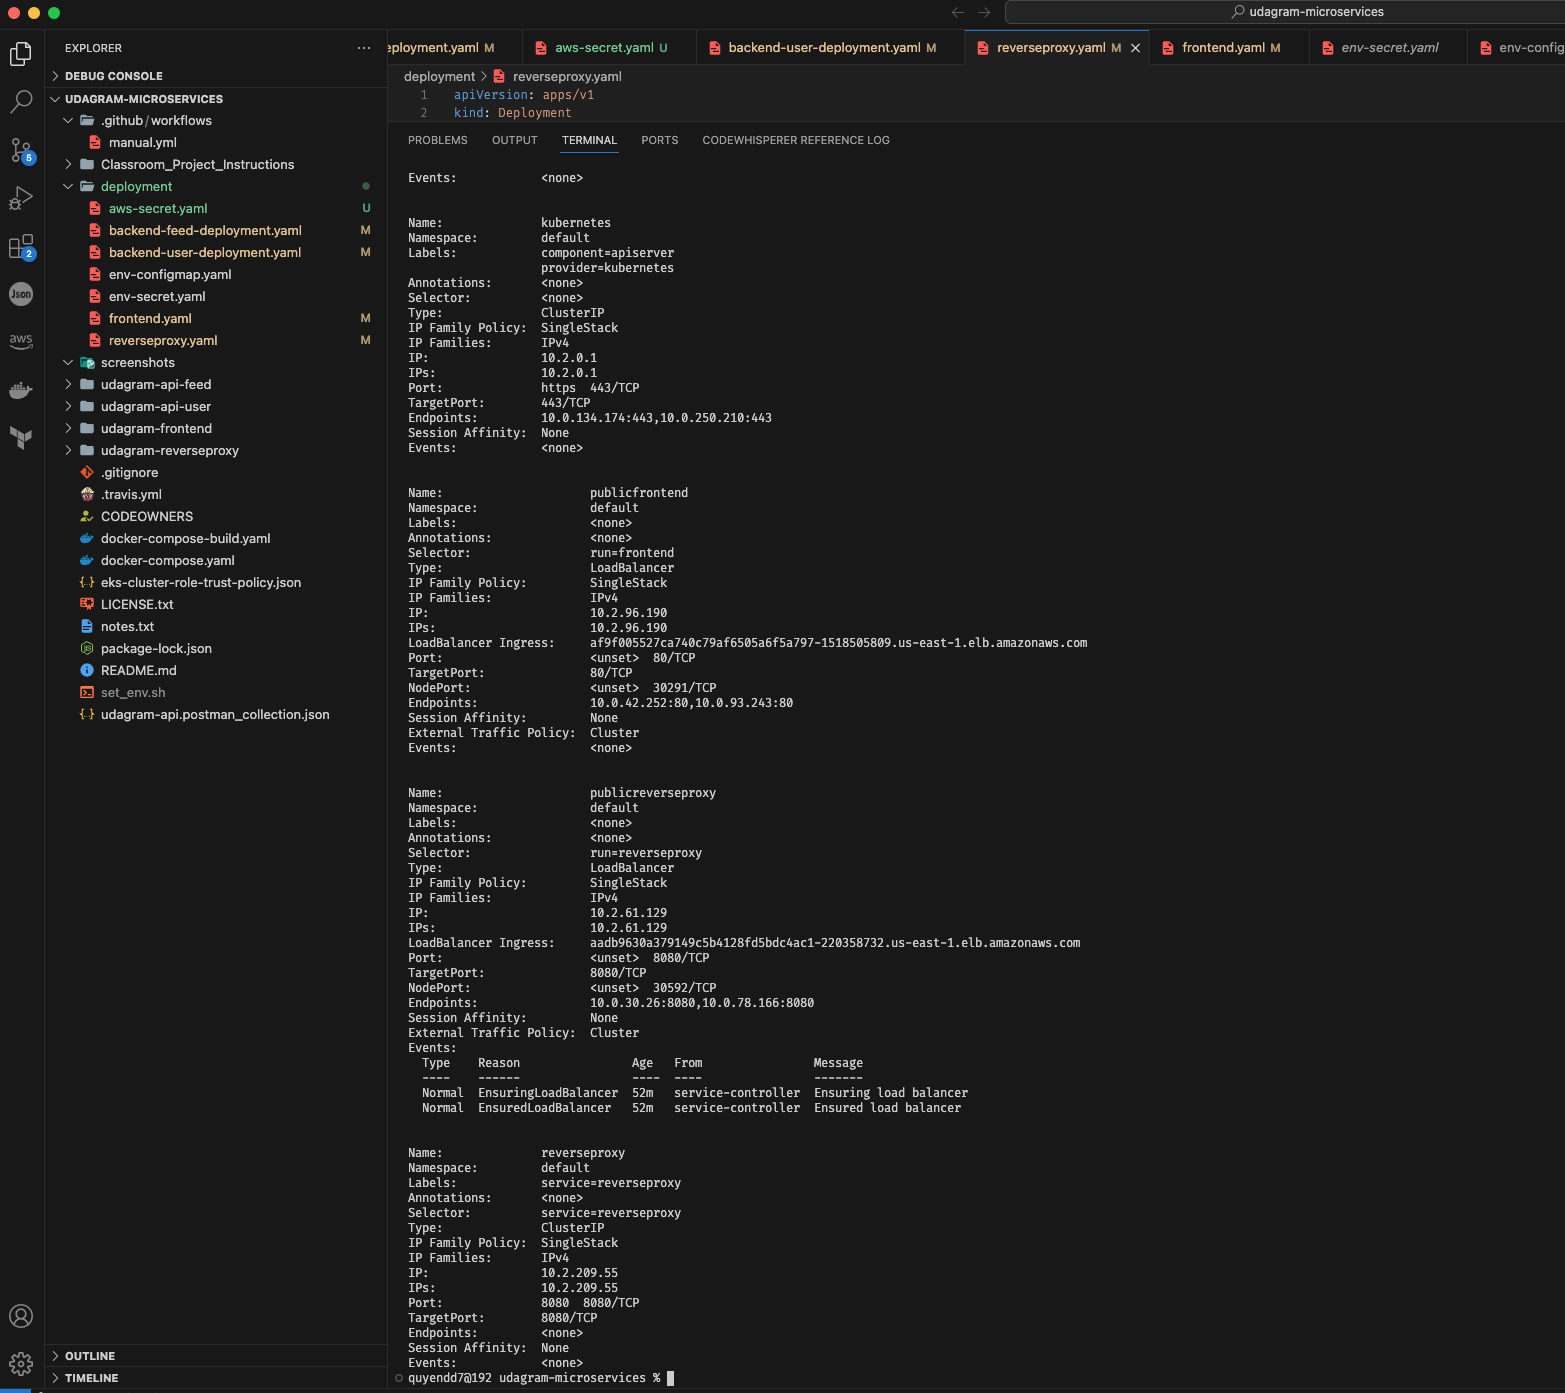 udagram-microservices
EXPLORER
DEBUG CONSOLE
UDAGRAM-MICROSERVICES
.github/workflows
manual.yml
Classroom_Project_Instructions
deployment
aws-secret.yaml U
backend-feed-deployment.yaml M
backend-user-deployment.yaml M
env-configmap.yaml
env-secret.yaml
frontend.yaml M
reverseproxy.yaml M
screenshots
udagram-api-feed
udagram-api-user
udagram-frontend
udagram-reverseproxy
.gitignore
.travis.yml
CODEOWNERS
docker-compose-build.yaml
docker-compose.yaml
eks-cluster-role-trust-policy.json
LICENSE.txt
notes.txt
package-lock.json
README.md
set_env.sh
udagram-api.postman_collection.json
OUTLINE
TIMELINE
5
2
Json
aws
eployment.yaml M aws-secret.yaml U backend-user-deployment.yaml M reverseproxy.yaml M frontend.yaml M env-secret.yaml env-config
deployment > reverseproxy.yaml
1 apiVersion: apps/v1
2 kind: Deployment
PROBLEMS OUTPUT TERMINAL PORTS CODEWHISPERER REFERENCE LOG
Events: <none>
Name: kubernetes
Namespace: default
Labels: component=apiserver
provider=kubernetes
Annotations: <none>
Selector: <none>
Type: ClusterIP
IP Family Policy: SingleStack
IP Families: IPv4
IP: 10.2.0.1
IPs: 10.2.0.1
Port: https 443/TCP
TargetPort: 443/TCP
Endpoints: 10.0.134.174:443,10.0.250.210:443
Session Affinity: None
Events: <none>
Name: publicfrontend
Namespace: default
Labels: <none>
Annotations: <none>
Selector: run=frontend
Type: LoadBalancer
IP Family Policy: SingleStack
IP Families: IPv4
IP: 10.2.96.190
IPs: 10.2.96.190
LoadBalancer Ingress: af9f005527ca740c79af6505a6f5a797-1518505809.us-east-1.elb.amazonaws.com
Port: <unset> 80/TCP
TargetPort: 80/TCP
NodePort: <unset> 30291/TCP
Endpoints: 10.0.42.252:80,10.0.93.243:80
Session Affinity: None
External Traffic Policy: Cluster
Events: <none>
Name: publicreverseproxy
Namespace: default
Labels: <none>
Annotations: <none>
Selector: run=reverseproxy
Type: LoadBalancer
IP Family Policy: SingleStack
IP Families: IPv4
IP: 10.2.61.129
IPs: 10.2.61.129
LoadBalancer Ingress: aadb9630a379149c5b4128fd5bdc4ac1-220358732.us-east-1.elb.amazonaws.com
Port: <unset> 8080/TCP
TargetPort: 8080/TCP
NodePort: <unset> 30592/TCP
Endpoints: 10.0.30.26:8080,10.0.78.166:8080
Session Affinity: None
External Traffic Policy: Cluster
Events:
Type Reason Age From Message
---- ------ ---- ---- -------
Normal EnsuringLoadBalancer 52m service-controller Ensuring load balancer
Normal EnsuredLoadBalancer 52m service-controller Ensured load balancer
Name: reverseproxy
Namespace: default
Labels: service=reverseproxy
Annotations: <none>
Selector: service=reverseproxy
Type: ClusterIP
IP Family Policy: SingleStack
IP Families: IPv4
IP: 10.2.209.55
IPs: 10.2.209.55
Port: 8080 8080/TCP
TargetPort: 8080/TCP
Endpoints: <none>
Session Affinity: None
Events: <none>
quyendd7@192 udagram-microservices %